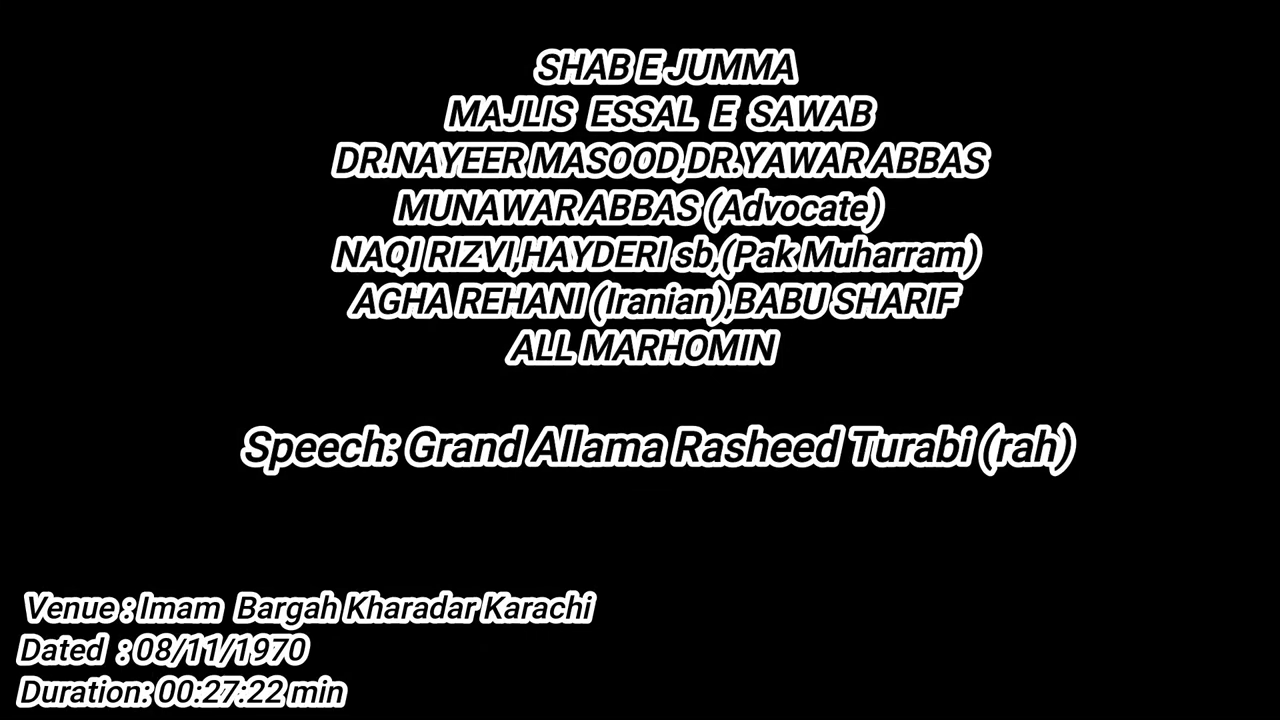 SHAB E JUMMA
MAJLIS ESSAL E SAWAB
DR.NAYEER MASOOD,DR.YAWAR ABBAS
MUNAWAR ABBAS (Advocate)
NAQI RIZVI,HAYDERI sb,(Pak Muharram)
AGHA REHANI (Iranian),BABU SHARIF
ALL MARHOMIN
Speech: Grand Allama Rasheed Turabi (rah)
Venue : Imam Bargah Kharadar Karachi
Dated : 08/11/1970
Duration: 00:27:22 min